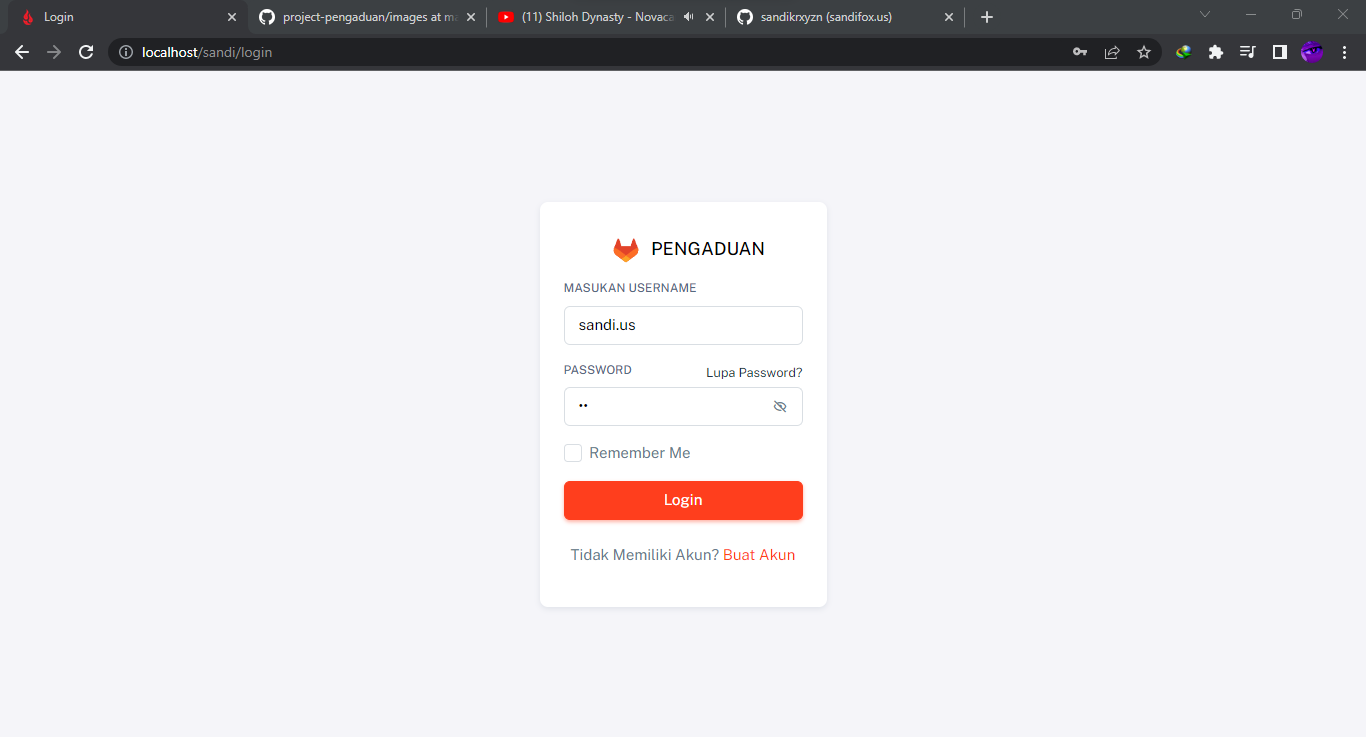 Login
project-pengaduan/images at ma
(11) Shiloh Dynasty - Novaca
sandikrxyzn (sandifox.us)
localhost/sandi/login
PENGADUAN
MASUKAN USERNAME
sandi.us
PASSWORD
Lupa Password?
••
Remember Me
Login
Tidak Memiliki Akun? Buat Akun